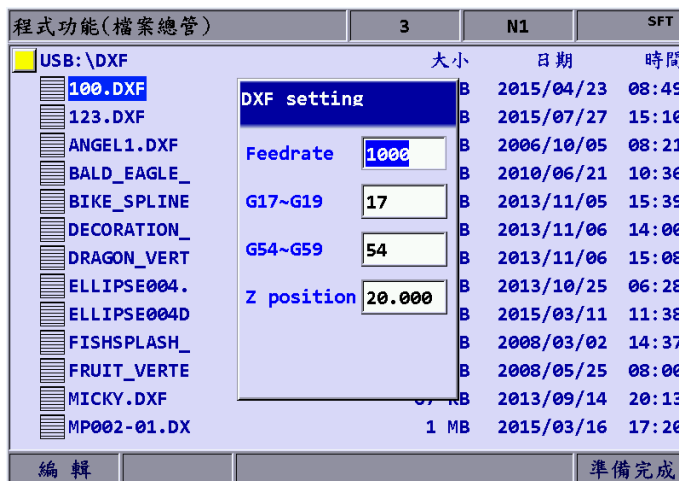 程式功能(檔案總管) 3 N1 SFT
USB:\DXF 大小 日期 時間
100.DXF B 2015/04/23 08:49
123.DXF B 2015/07/27 15:10
ANGEL1.DXF B 2006/10/05 08:21
BALD_EAGLE_ B 2010/06/21 10:36
BIKE_SPLINE B 2013/11/05 15:39
DECORATION_ B 2013/11/06 14:00
DRAGON_VERT B 2013/11/06 15:08
ELLIPSE004. B 2013/10/25 06:28
ELLIPSE004D B 2015/03/11 11:38
FISHSPLASH_ B 2008/03/02 14:37
FRUIT_VERTE B 2008/05/25 08:00
MICKY.DXF KB 2013/09/14 20:13
MP002-01.DX 1 MB 2015/03/16 17:20
DXF setting
Feedrate 1000
G17~G19 17
G54~G59 54
Z position 20.000
編輯 準備完成